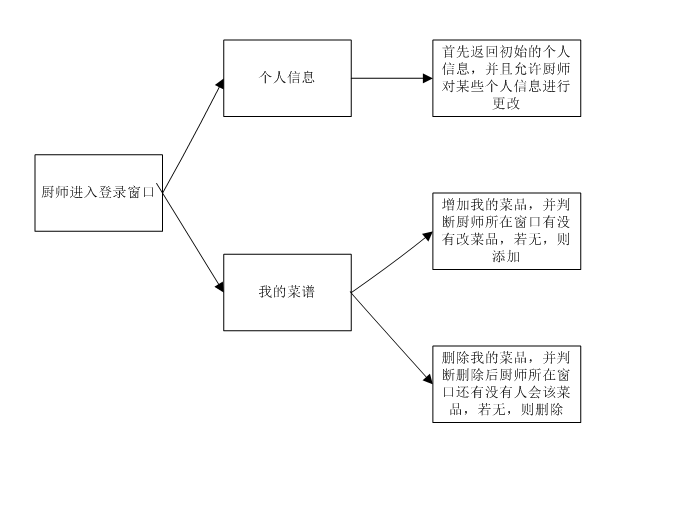 个人信息
首先返回初始的个人
信息，并且允许厨师
对某些个人信息进行
更改
厨师进入登录窗口
增加我的菜品，并判
断厨师所在窗口有没
有改菜品，若无，则
添加
我的菜谱
删除我的菜品，并判
断删除后厨师所在窗
口还有没有人会该菜
品，若无，则删除